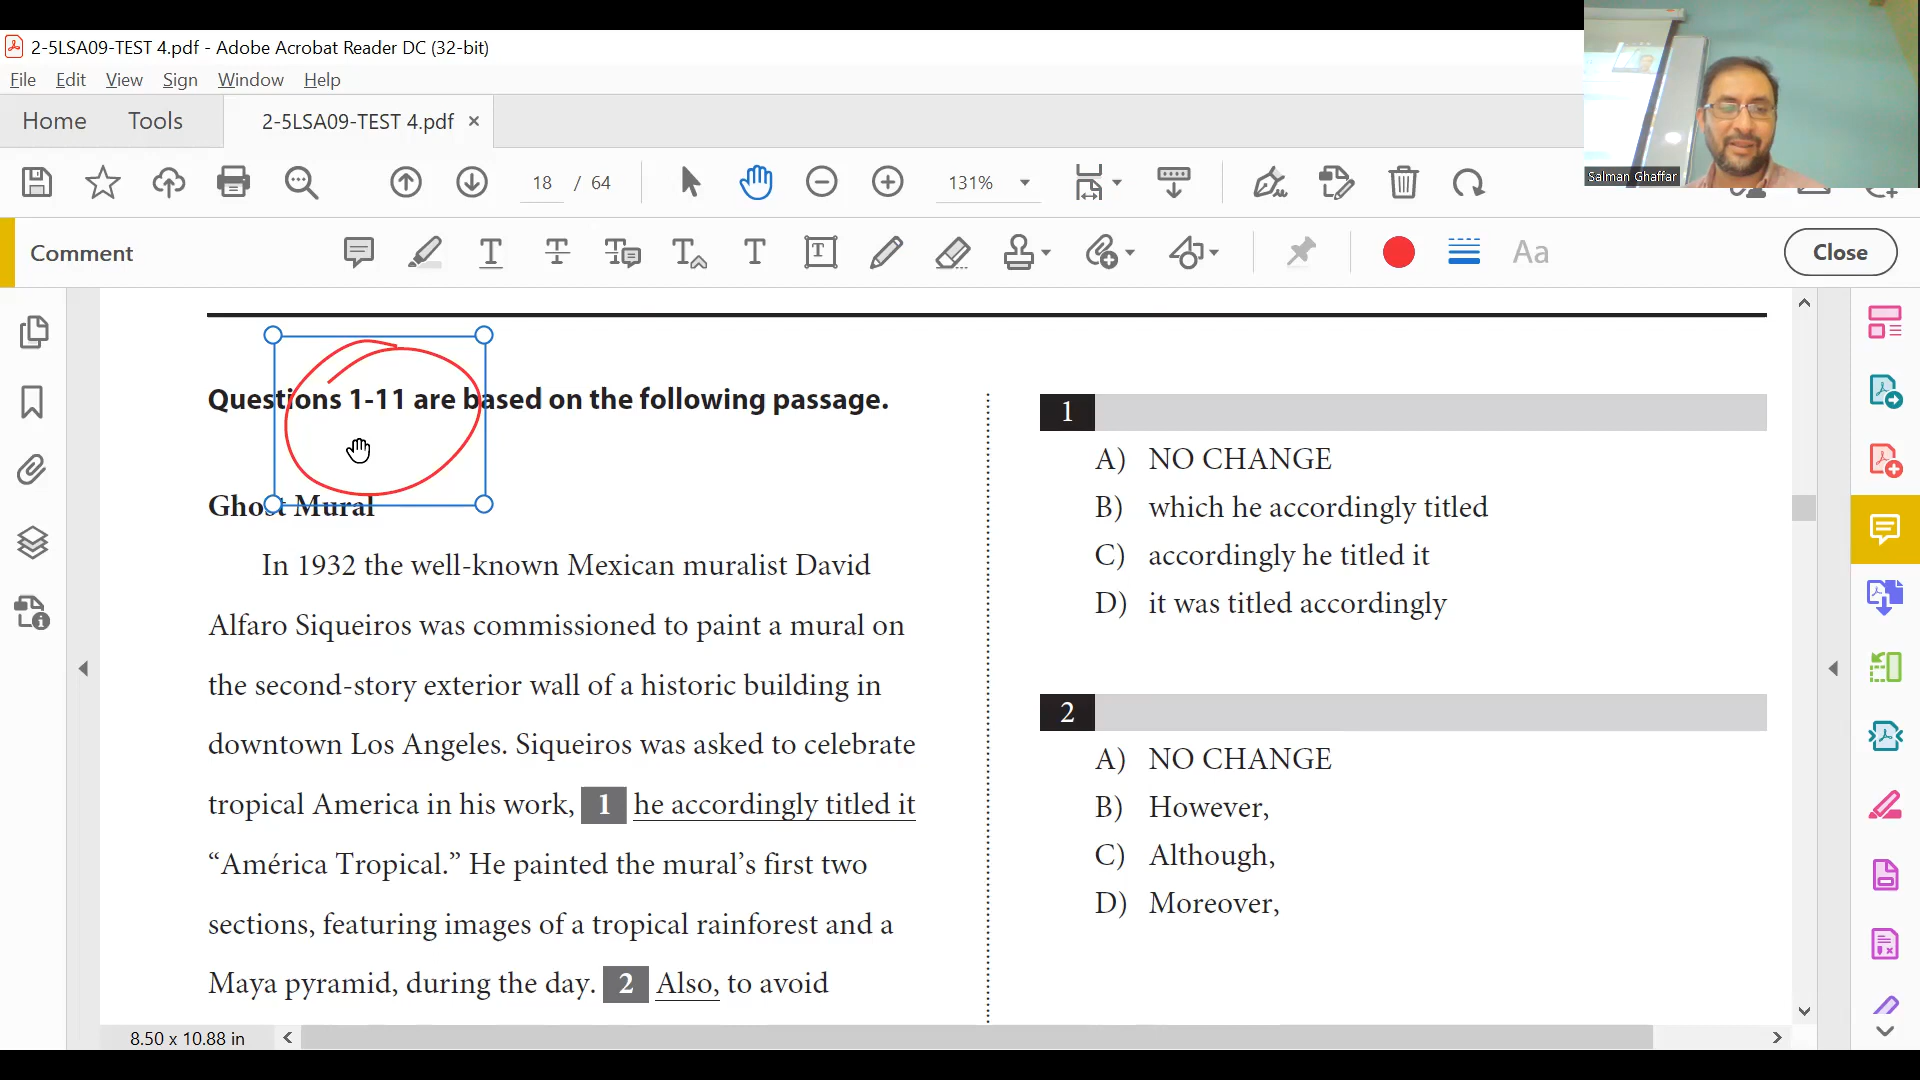 2-5LSA09-TEST 4.pdf - Adobe Acrobat Reader DC (32-bit)
File Edit View Sign Window Help
Home Tools 2-5LSA09-TEST 4.pdf ×
18 / 64 131%
Salman Ghaffar
Comment
Aa
Close
Questions 1-11 are based on the following passage.
Ghost Mural
In 1932 the well-known Mexican muralist David
Alfaro Siqueiros was commissioned to paint a mural on
the second-story exterior wall of a historic building in
downtown Los Angeles. Siqueiros was asked to celebrate
tropical America in his work, 1 he accordingly titled it
“América Tropical.” He painted the mural’s first two
sections, featuring images of a tropical rainforest and a
Maya pyramid, during the day. 2 Also, to avoid
1
A) NO CHANGE
B) which he accordingly titled
C) accordingly he titled it
D) it was titled accordingly
2
A) NO CHANGE
B) However,
C) Although,
D) Moreover,
8.50 x 10.88 in